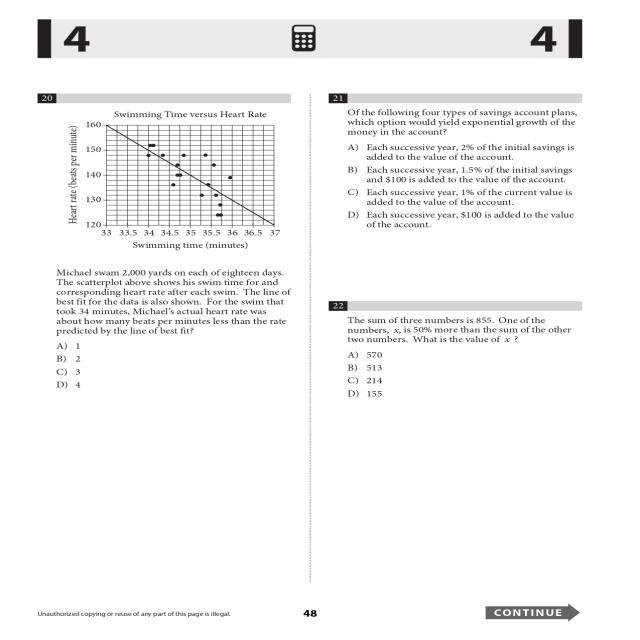 4
4
20
Swimming Time versus Heart Rate
Heart rate (beats per minute)
160
150
140
130
120
33 33.5 34 34.5 35 35.5 36 36.5 37
Swimming time (minutes)
Michael swam 2,000 yards on each of eighteen days.
The scatterplot above shows his swim time for and
corresponding heart rate after each swim. The line of
best fit for the data is also shown. For the swim that
took 34 minutes, Michael's actual heart rate was
about how many beats per minutes less than the rate
predicted by the line of best fit?
A) 1
B) 2
C) 3
D) 4
21
Of the following four types of savings account plans,
which option would yield exponential growth of the
money in the account?
A) Each successive year, 2% of the initial savings is
added to the value of the account.
B) Each successive year, 1.5% of the initial savings
and $100 is added to the value of the account.
C) Each successive year, 1% of the current value is
added to the value of the account.
D) Each successive year, $100 is added to the value
of the account.
22
The sum of three numbers is 855. One of the
numbers, x, is 50% more than the sum of the other
two numbers. What is the value of x ?
A) 570
B) 513
C) 214
D) 155
Unauthorized copying or reuse of any part of this page is illegal.
48
CONTINUE